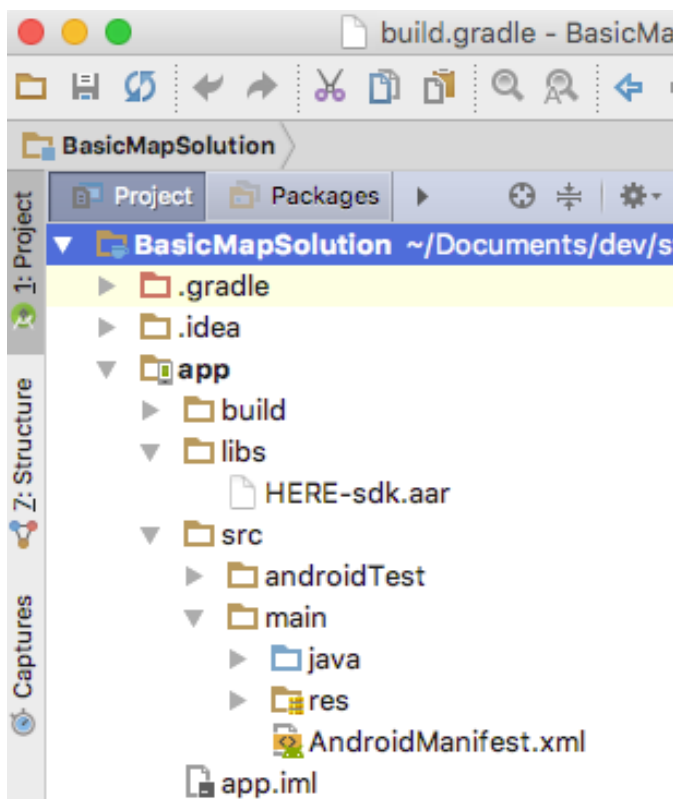 build.gradle - BasicMa
BasicMapSolution
Project Packages
1: Project
BasicMapSolution ~/Documents/dev/s
.gradle
.idea
app
build
libs
HERE-sdk.aar
Z: Structure
src
androidTest
main
Captures
java
res
AndroidManifest.xml
app.iml